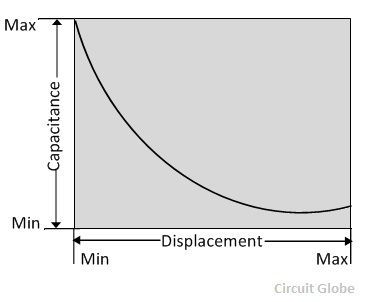 Max
Capacitance
Min
Displacement
Min
Max
Circuit Globe